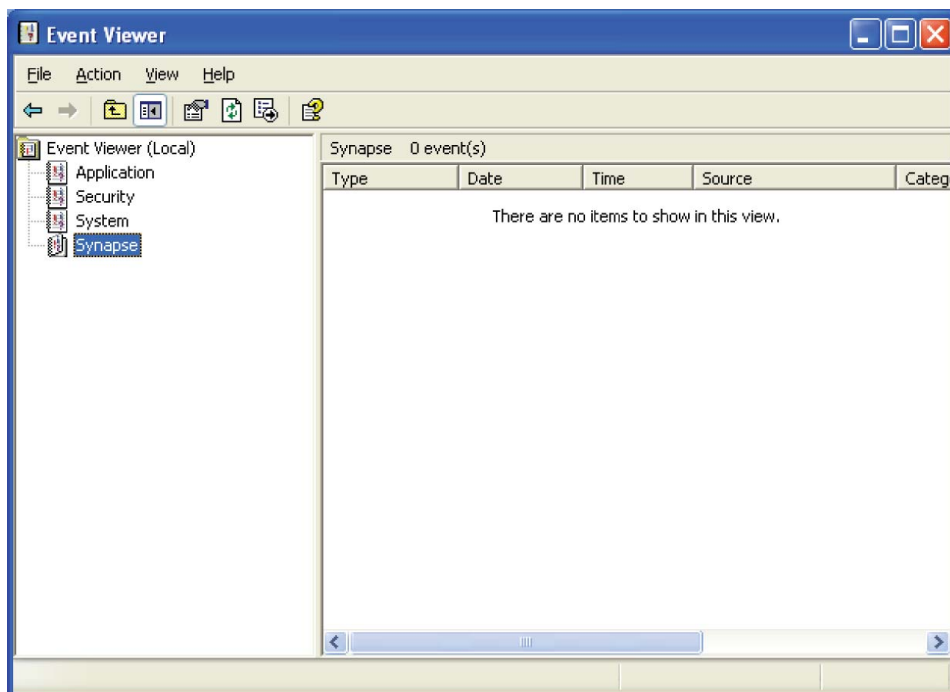 Event Viewer
File Action View Help
Event Viewer (Local)
Application
Security
System
Synapse
Synapse 0 event(s)
Type Date Time Source Categ
There are no items to show in this view.